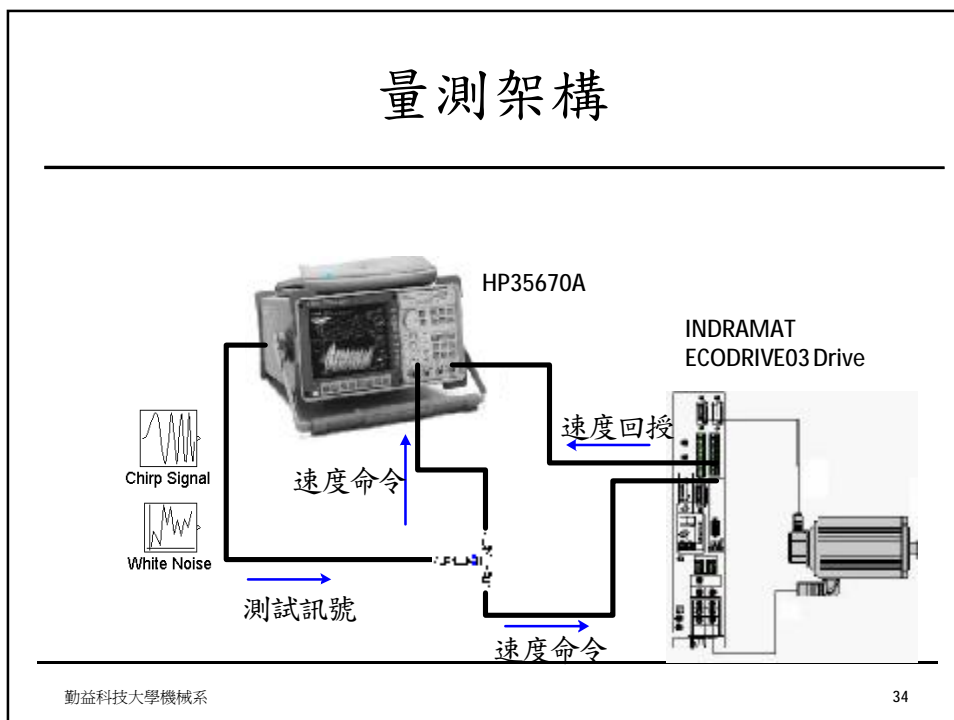 量測架構
HP35670A
INDRAMAT
ECODRIVE03 Drive
速度回授
Chirp Signal
速度命令
White Noise
測試訊號
速度命令
勤益科技大學機械系
34